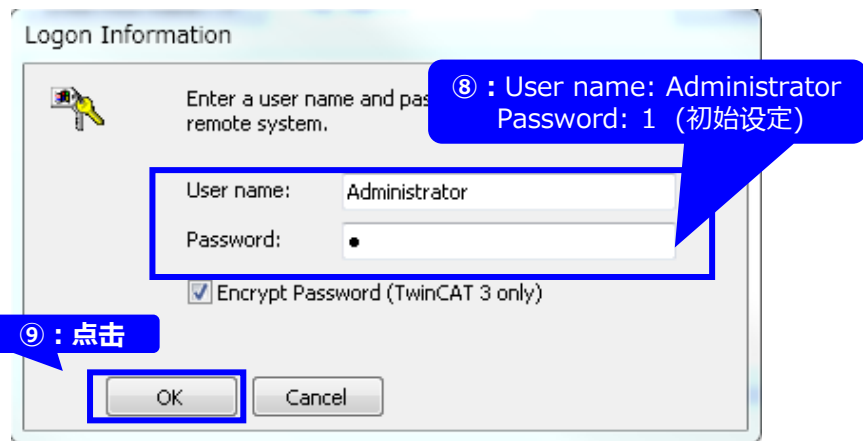 Logon Information
⑧：User name: Administrator
Password: 1 (初始设定)
Enter a user name and pas
remote system.
User name: Administrator
Password: ●
Encrypt Password (TwinCAT 3 only)
⑨：点击
OK Cancel